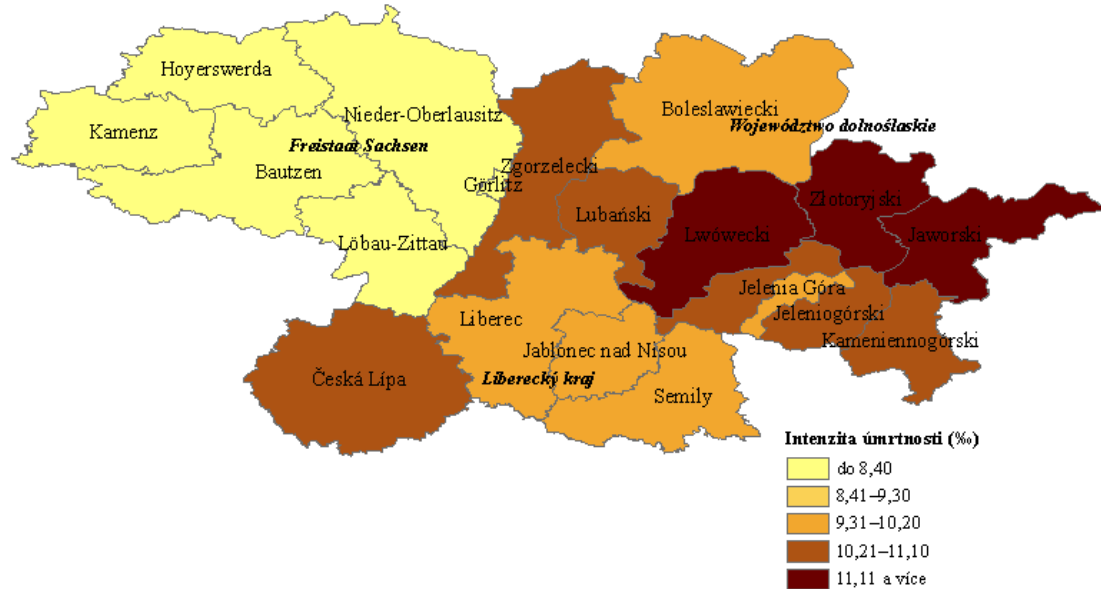 Hoyerswerda
Boleslawiecki
Nieder-Oberlausitz
Kamenz
Województwo dolnośląskie
Freistaat Sachsen
Bautzen
Zgorzelecki
Görlitz
Złotoryjski
Lubański
Löbau-Zittau
Lwówecki
Jaworski
Jelenia Góra
Liberec
Jeleniogórski
Kameniennogórski
Jablonec nad Nisou
Česká Lípa
Liberecký kraj
Semily
Intenzita úmrtnosti (‰)
do 8,40
8,41–9,30
9,31–10,20
10,21–11,10
11,11 a více